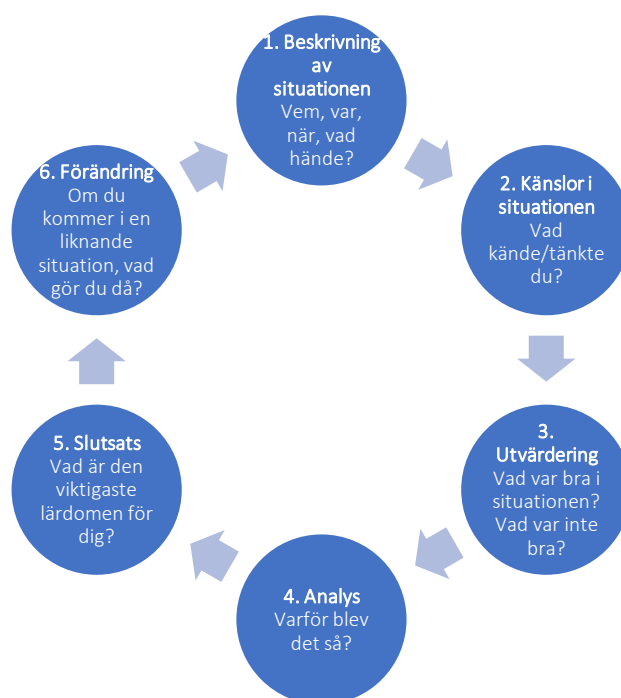 1. Beskrivning
av
situationen
Vem, var,
när, vad
hände?
2. Känslor i
situationen
Vad
kände/tänkte
du?
3.
Utvärdering
Vad var bra i
situationen?
Vad var inte
bra?
4. Analys
Varför blev
det så?
5. Slutsats
Vad är den
viktigaste
lärdomen för
dig?
6. Förändring
Om du
kommer i en
liknande
situation, vad
gör du då?